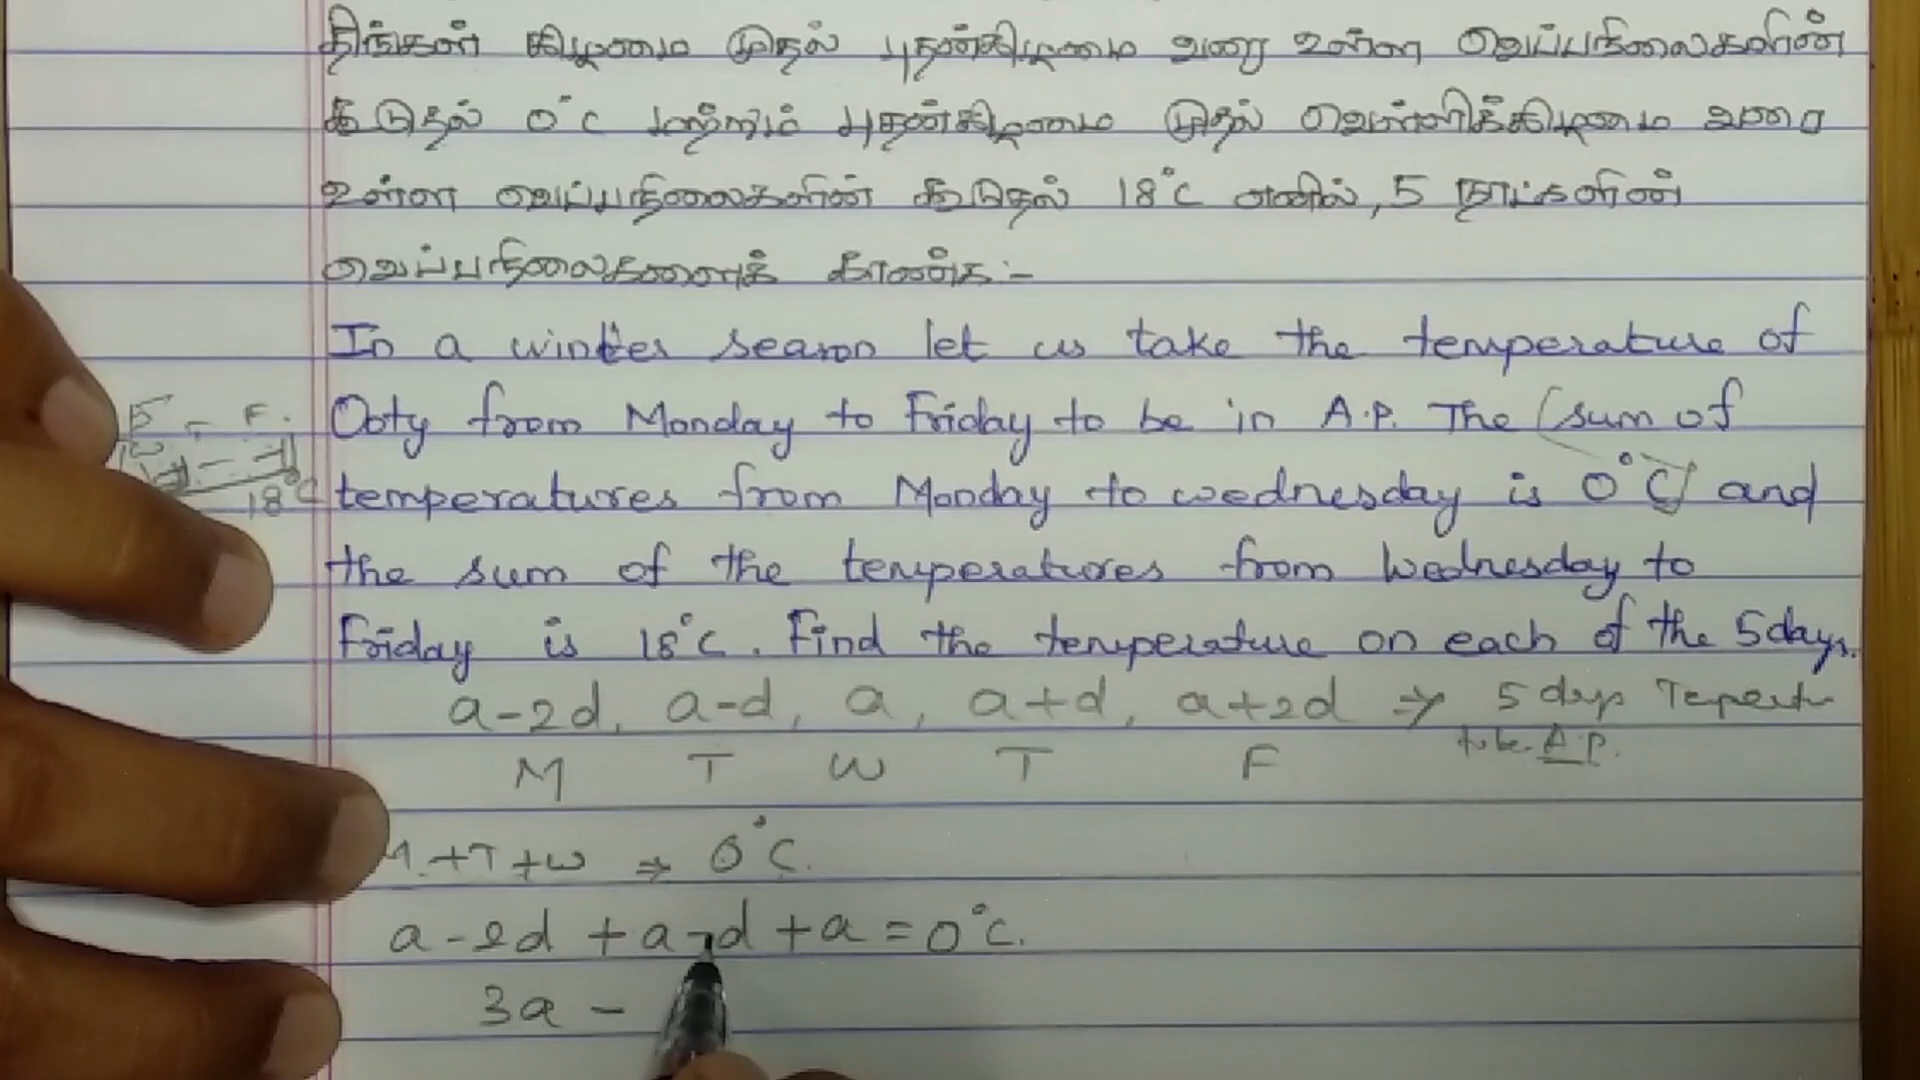 திங்கள் கிழமை முதல் புதன்கிழமை வரை உள்ள வெப்பநிலைகளின்
கூடுதல் 0°C மற்றும் புதன்கிழமை முதல் வெள்ளிக்கிழமை வரை
உள்ள வெப்பநிலைகளின் கூடுதல் 18°C எனில், 5 நாட்களின்
வெப்பநிலைகளைக் காண்க:-
In a winter season let us take the temperature of
Ooty from Monday to Friday to be in A.P. The (sum of
temperatures from Monday to wednesday is 0°C) and
the sum of the temperatures from Wednesday to
Friday is 18°C. Find the temperature on each of the 5days.
18°C
a-2d, a-d, a, a+d, a+2d ⇒ 5 days
to be A.P.
M T W T F
M+T+W ⇒ 0°C.
a-2d + a-d + a = 0°C.
3a -